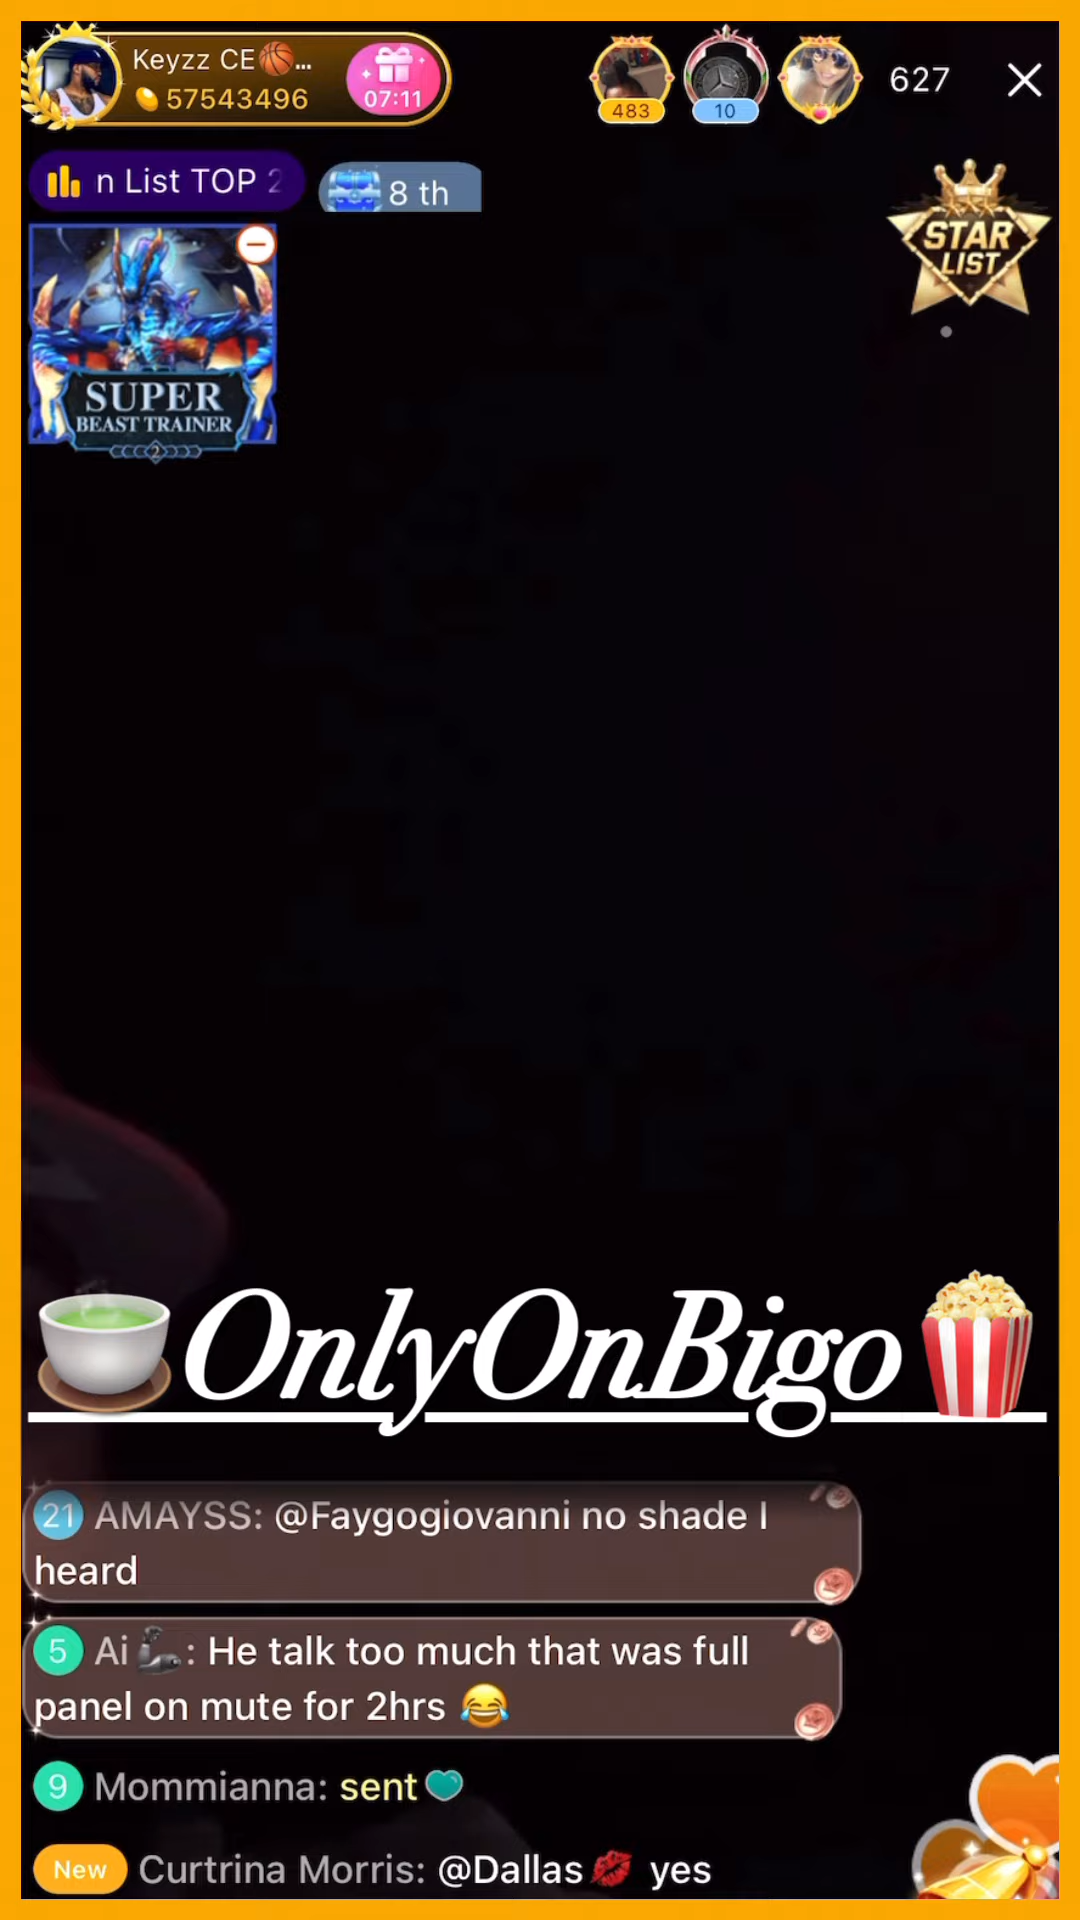 Keyzz CE🏀...
57543496
07:11
483
10
627
n List TOP 2
8 th
STAR
LIST
SUPER
BEAST TRAINER
2
🍵OnlyOnBigo🍿
21 AMAYSS: @Faygogiovanni no shade I
heard
5 Ai🦾: He talk too much that was full
panel on mute for 2hrs 😂
9 Mommianna: sent
New Curtrina Morris: @Dallas💋 yes